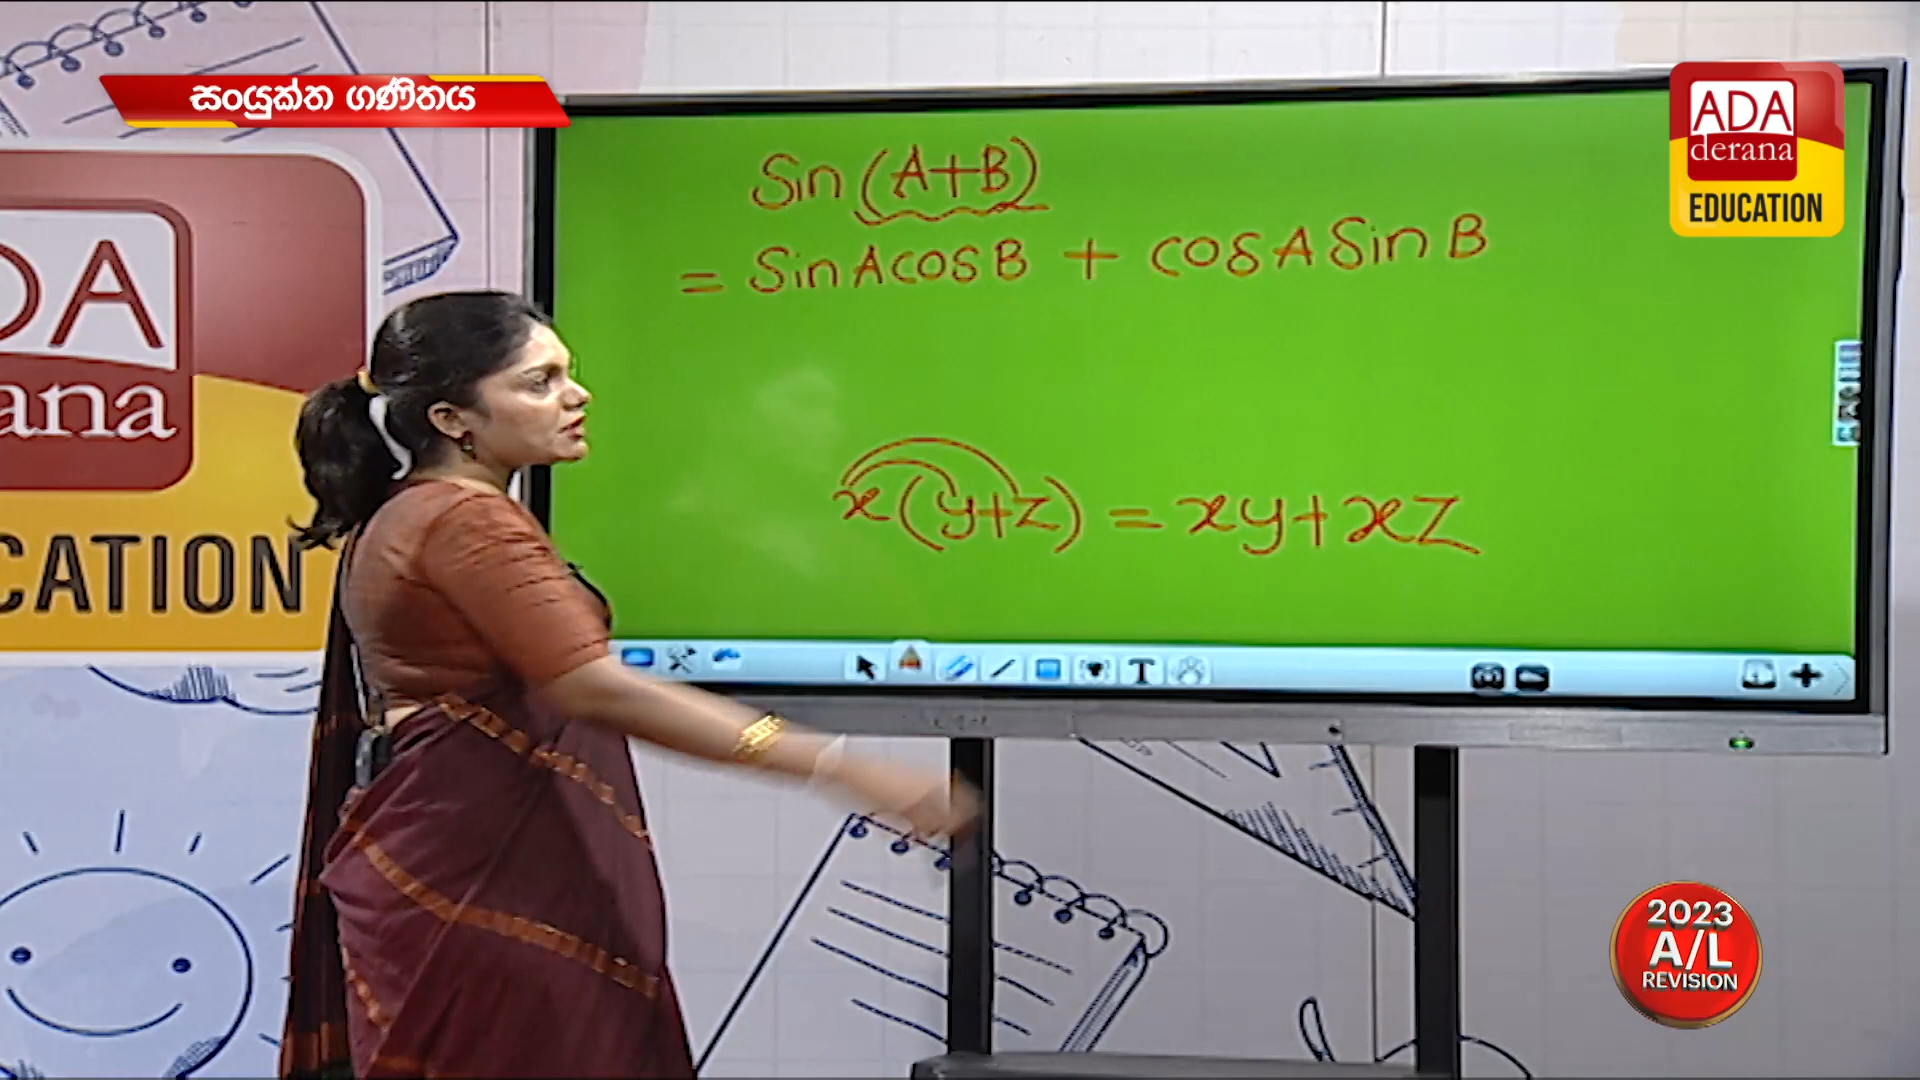 සංයුක්ත ගණිතය
ADA
derana
EDUCATION
DA
ana
CATION
Sin (A+B)
= Sin A cos B + cos A Sin B
x(y+z) = xy+xz
T
2023
A/L
REVISION